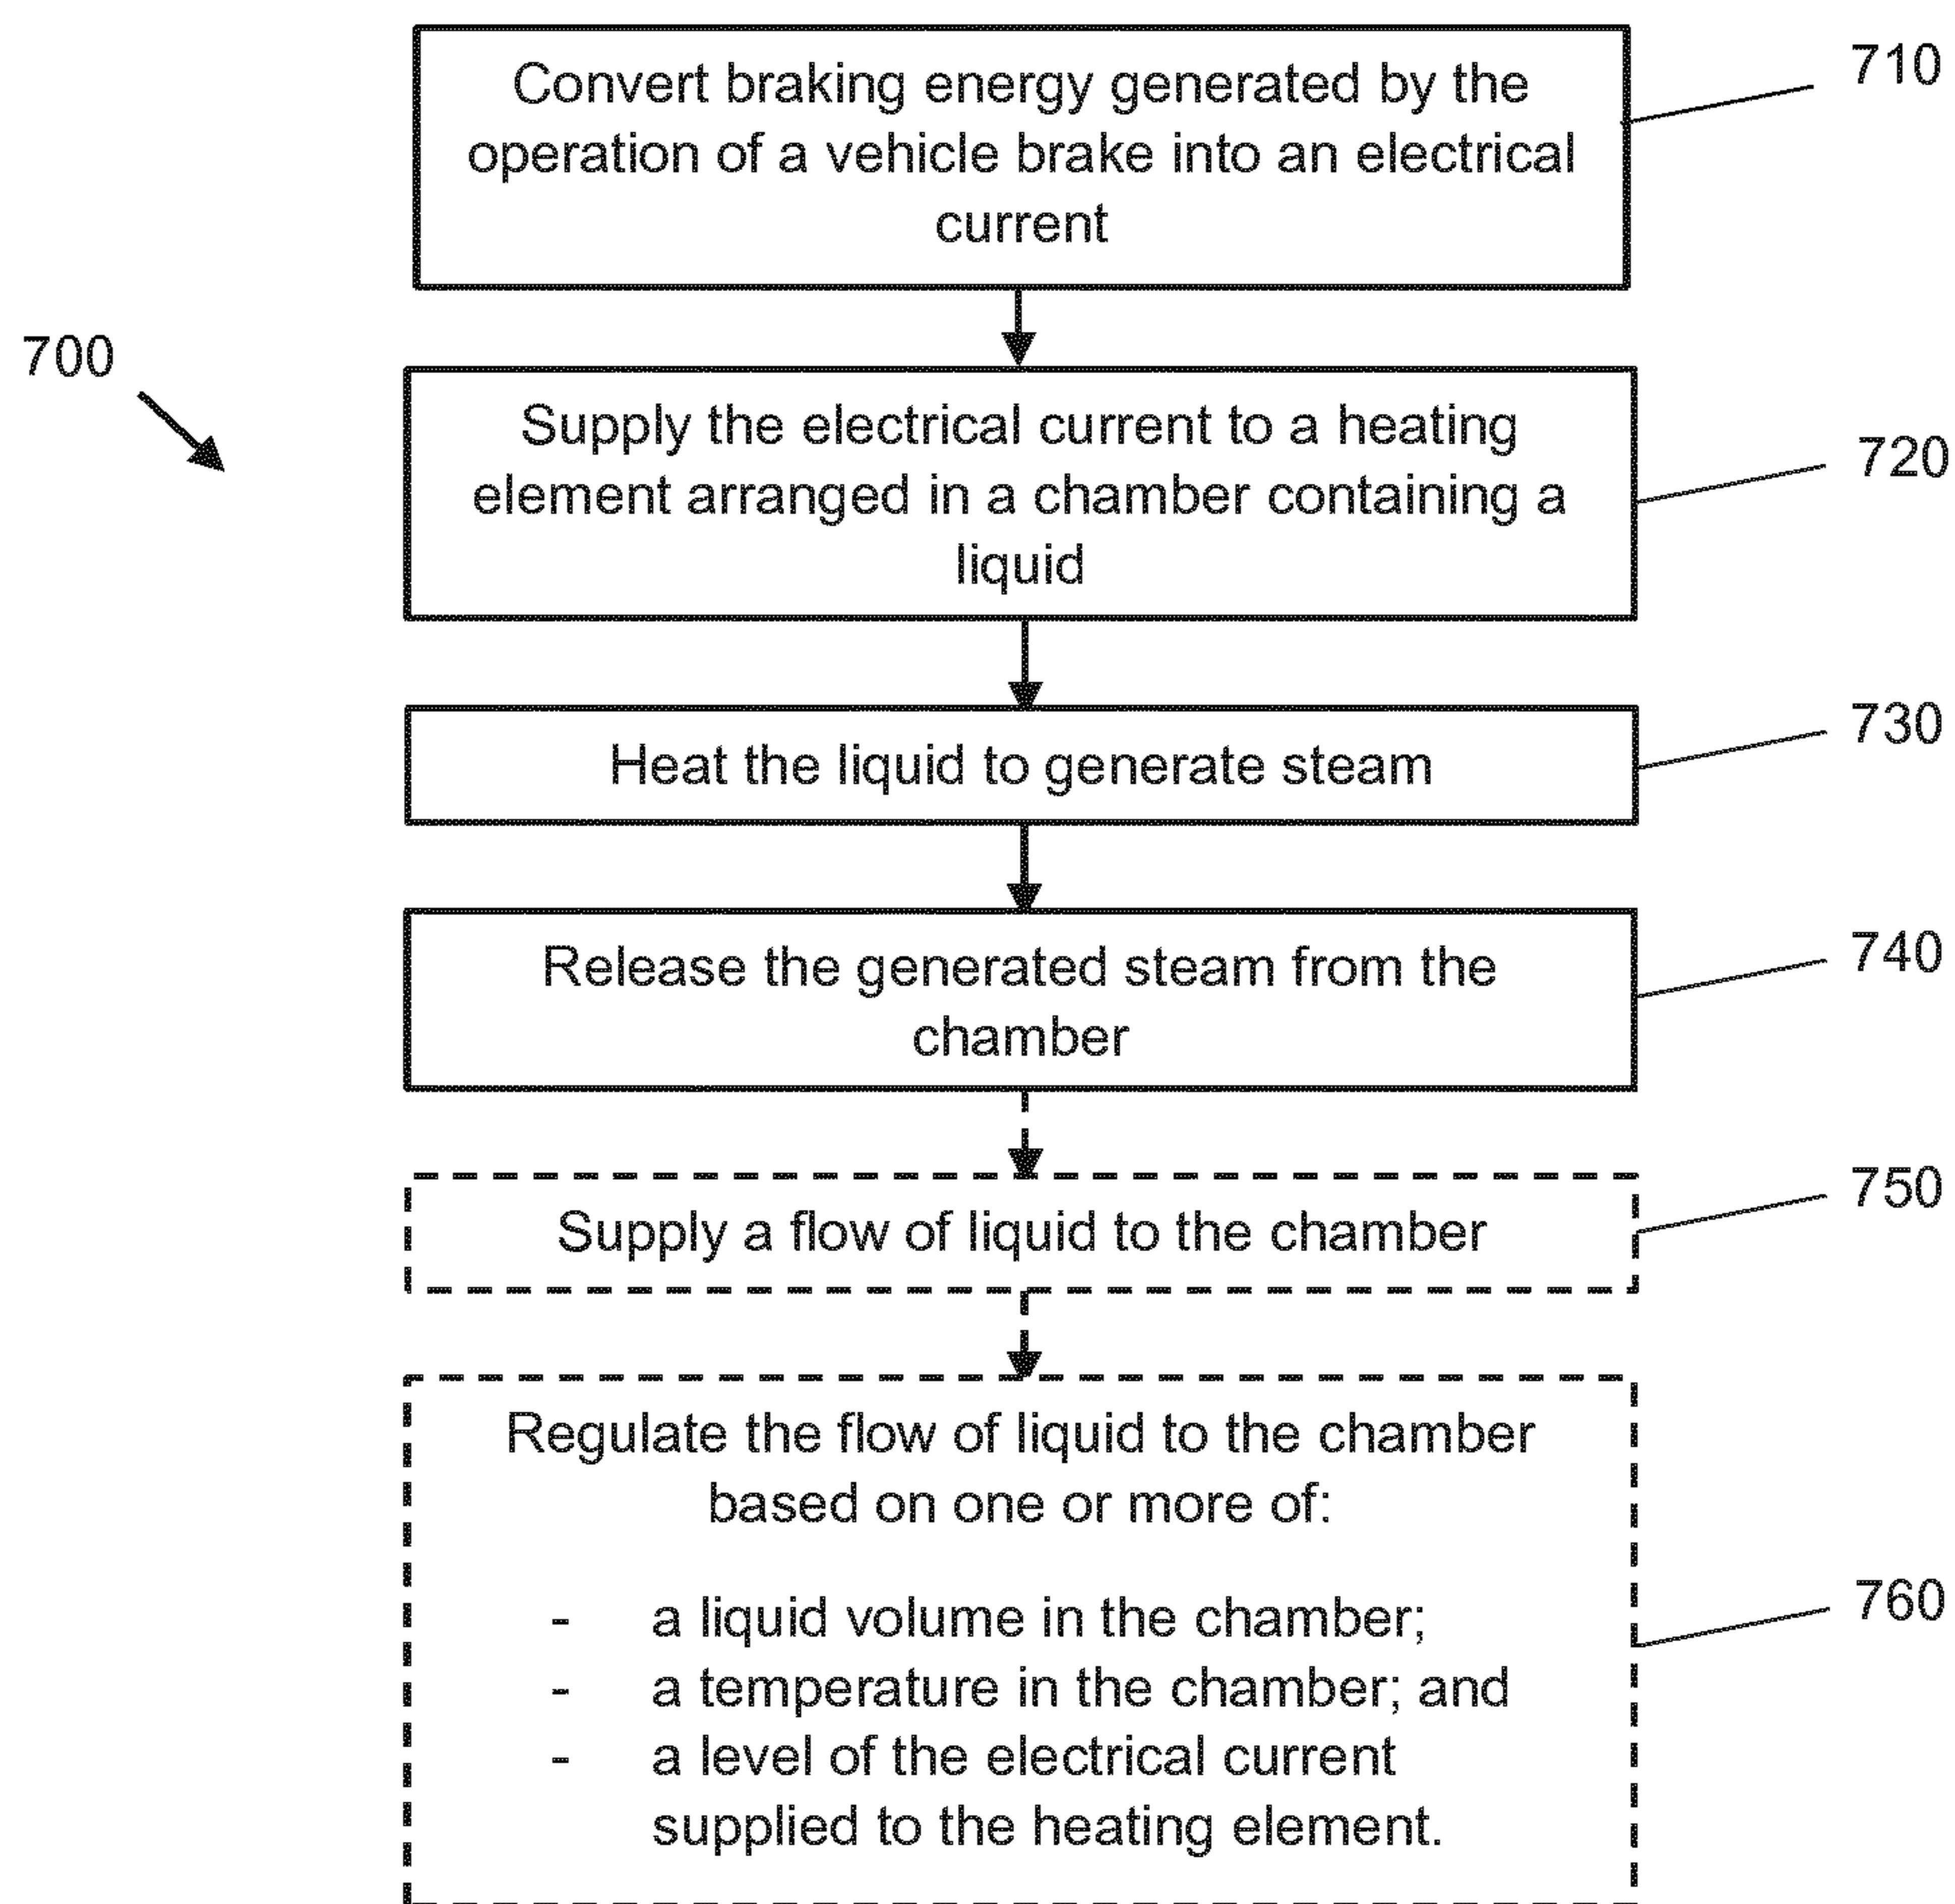 Convert braking energy generated by the
operation of a vehicle brake into an electrical
current
710
700
Supply the electrical current to a heating
element arranged in a chamber containing a
liquid
720
Heat the liquid to generate steam
730
Release the generated steam from the
chamber
740
Supply a flow of liquid to the chamber
750
Regulate the flow of liquid to the chamber
based on one or more of:
- a liquid volume in the chamber;
- a temperature in the chamber; and
- a level of the electrical current
supplied to the heating element.
760